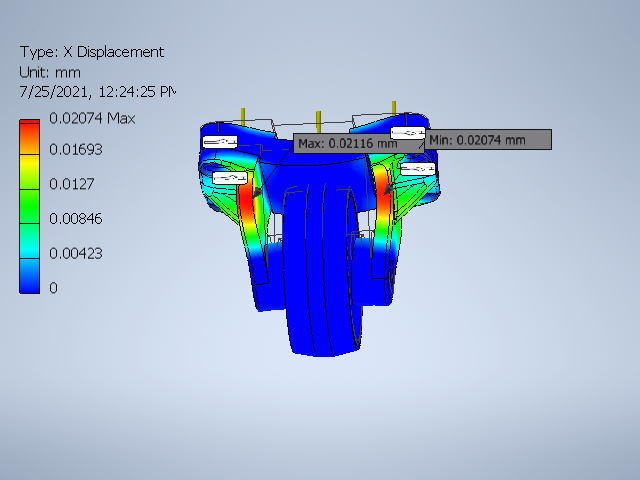 Type: X Displacement
Unit: mm
7/25/2021, 12:24:25 PM
0.02074 Max
0.01693
0.0127
0.00846
0.00423
0
Max: 0.02116 mm
Min: 0.02074 mm